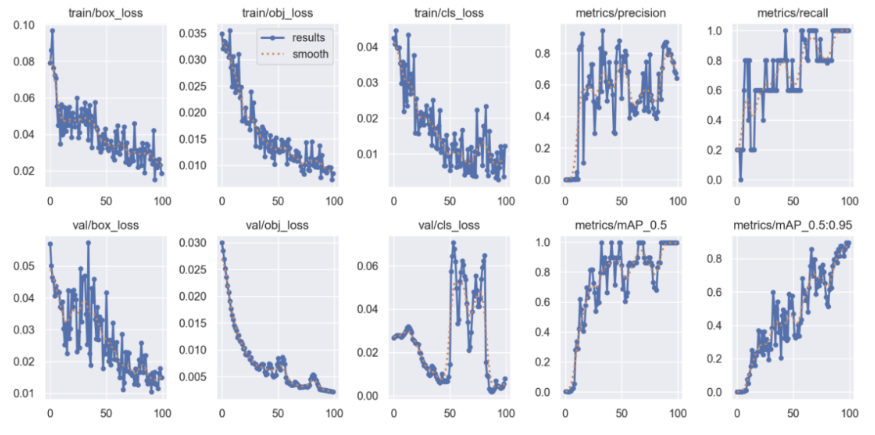 train/box_loss
train/obj_loss
train/cls_loss
metrics/precision
metrics/recall
0.10
0.08
0.06
0.04
0.02
0 50 100
0.035
0.030
0.025
0.020
0.015
0.010
results
smooth
0 50 100
0.04
0.03
0.02
0.01
0 50 100
0.8
0.6
0.4
0.2
0.0
0 50 100
1.0
0.8
0.6
0.4
0.2
0.0
0 50 100
val/box_loss
val/obj_loss
val/cls_loss
metrics/mAP_0.5
metrics/mAP_0.5:0.95
0.05
0.04
0.03
0.02
0.01
0 50 100
0.030
0.025
0.020
0.015
0.010
0.005
0 50 100
0.06
0.04
0.02
0.00
0 50 100
1.0
0.8
0.6
0.4
0.2
0.0
0 50 100
0.8
0.6
0.4
0.2
0.0
0 50 100